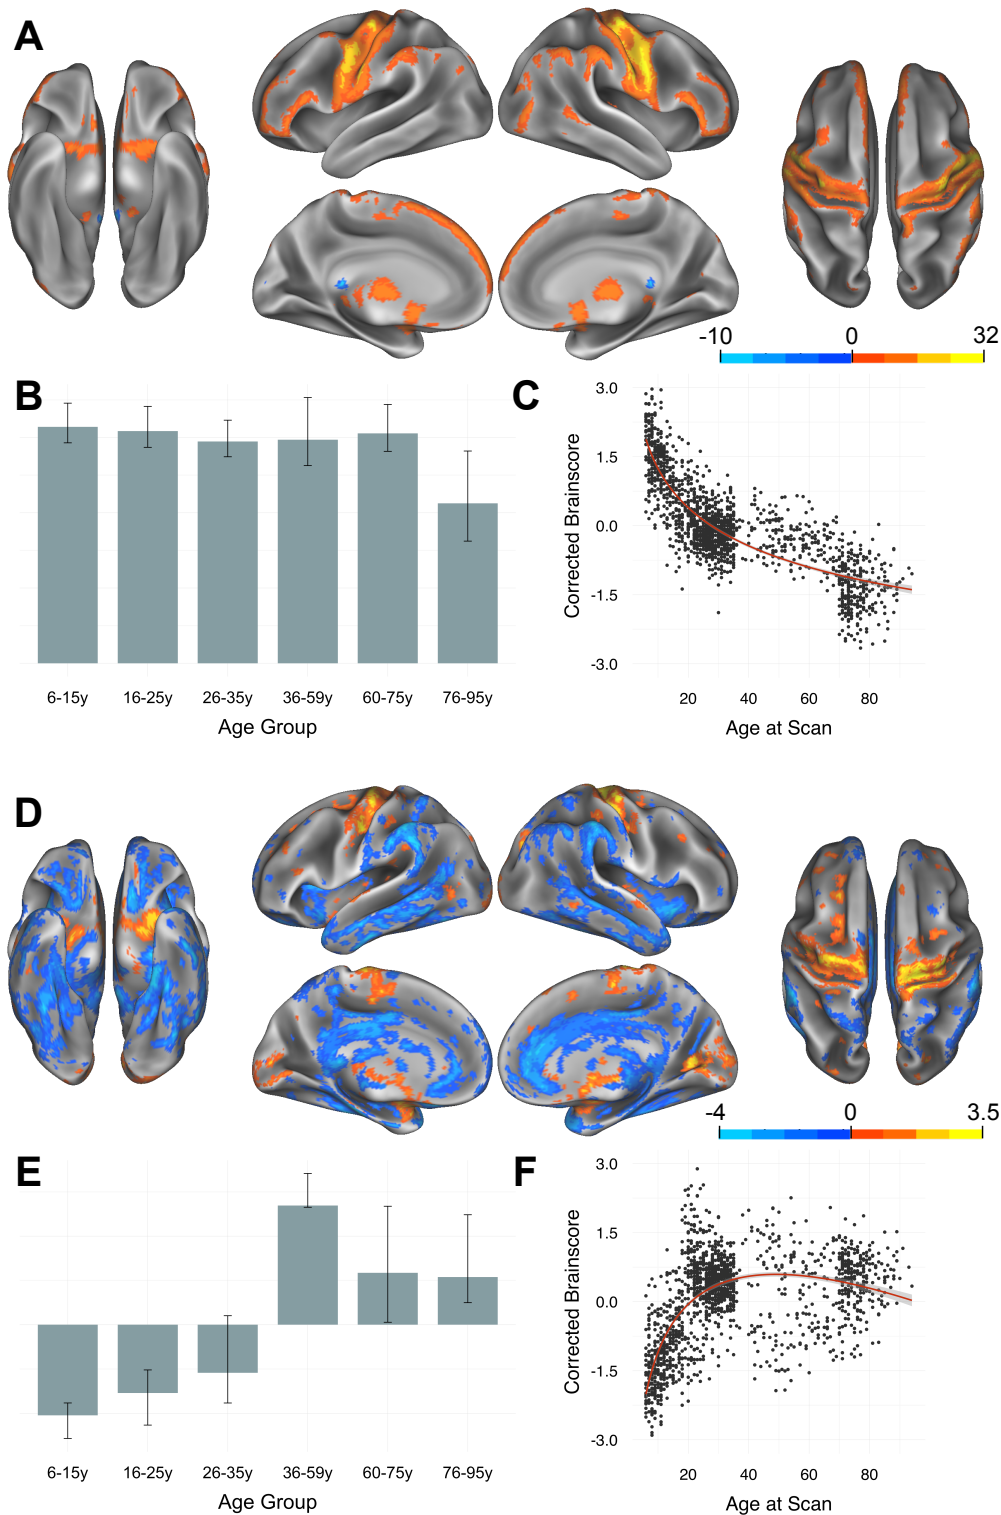 A
-10 0 32
B
6-15y 16-25y 26-35y 36-59y 60-75y 76-95y
Age Group
C
3.0
1.5
0.0
-1.5
-3.0
Corrected Brainscore
20 40 60 80
Age at Scan
D
-4 0 3.5
E
6-15y 16-25y 26-35y 36-59y 60-75y 76-95y
Age Group
F
3.0
1.5
0.0
-1.5
-3.0
Corrected Brainscore
20 40 60 80
Age at Scan